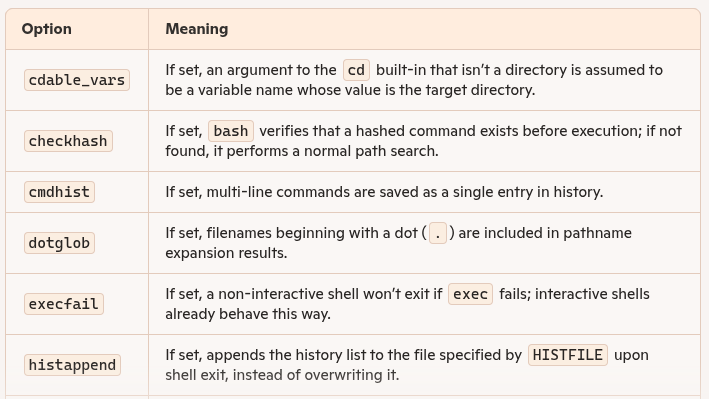 Option Meaning
cdable_vars If set, an argument to the cd built-in that isn’t a directory is assumed to
be a variable name whose value is the target directory.
checkhash If set, bash verifies that a hashed command exists before execution; if not
found, it performs a normal path search.
cmdhist If set, multi-line commands are saved as a single entry in history.
dotglob If set, filenames beginning with a dot ( . ) are included in pathname
expansion results.
execfail If set, a non-interactive shell won’t exit if exec fails; interactive shells
already behave this way.
histappend If set, appends the history list to the file specified by HISTFILE upon
shell exit, instead of overwriting it.